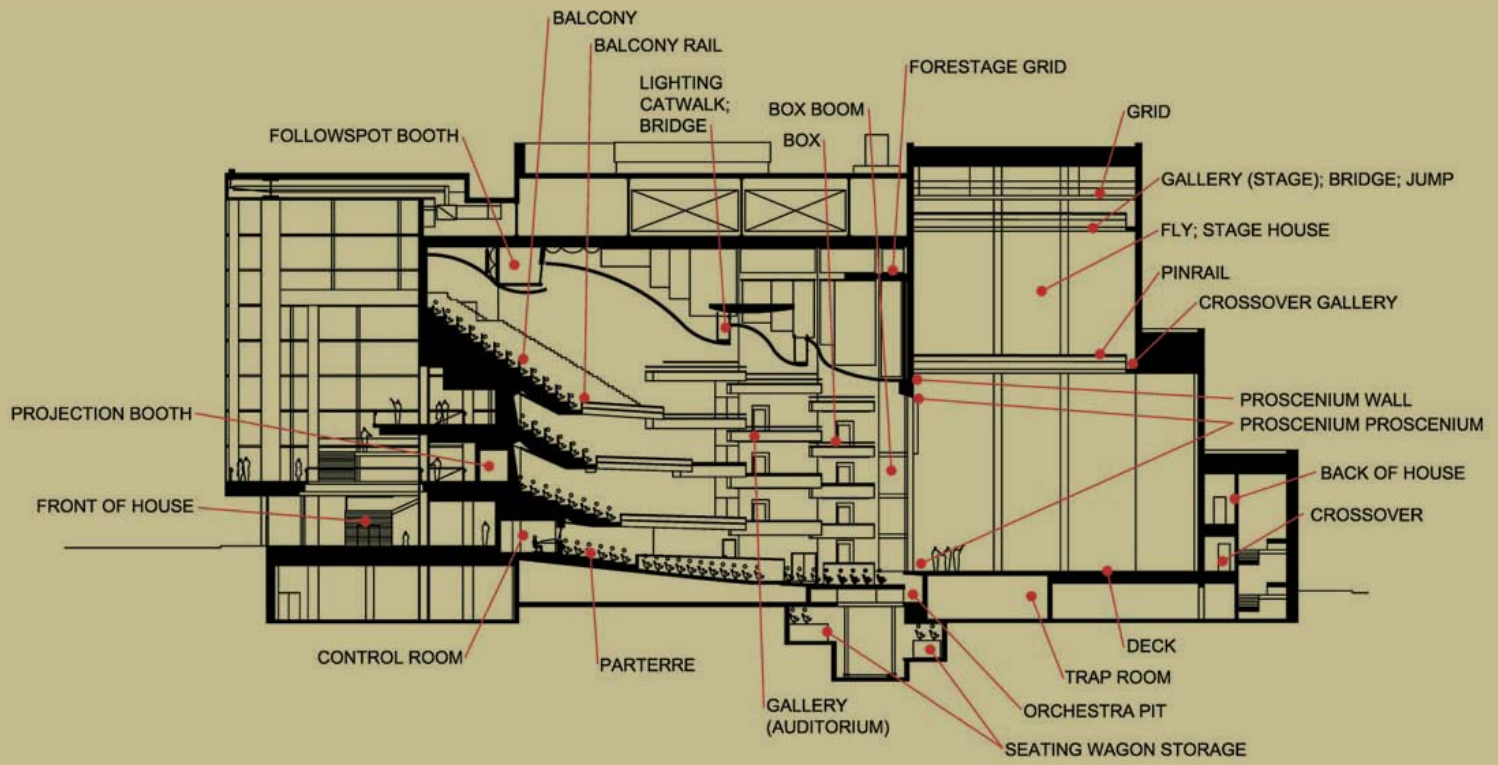 BALCONY
BALCONY RAIL
FORESTAGE GRID
LIGHTING
CATWALK;
BRIDGE
BOX BOOM
GRID
FOLLOWSPOT BOOTH
BOX
GALLERY (STAGE); BRIDGE; JUMP
FLY; STAGE HOUSE
PINRAIL
CROSSOVER GALLERY
PROJECTION BOOTH
PROSCENIUM WALL
PROSCENIUM PROSCENIUM
BACK OF HOUSE
FRONT OF HOUSE
CROSSOVER
CONTROL ROOM
PARTERRE
DECK
TRAP ROOM
GALLERY
(AUDITORIUM)
ORCHESTRA PIT
SEATING WAGON STORAGE